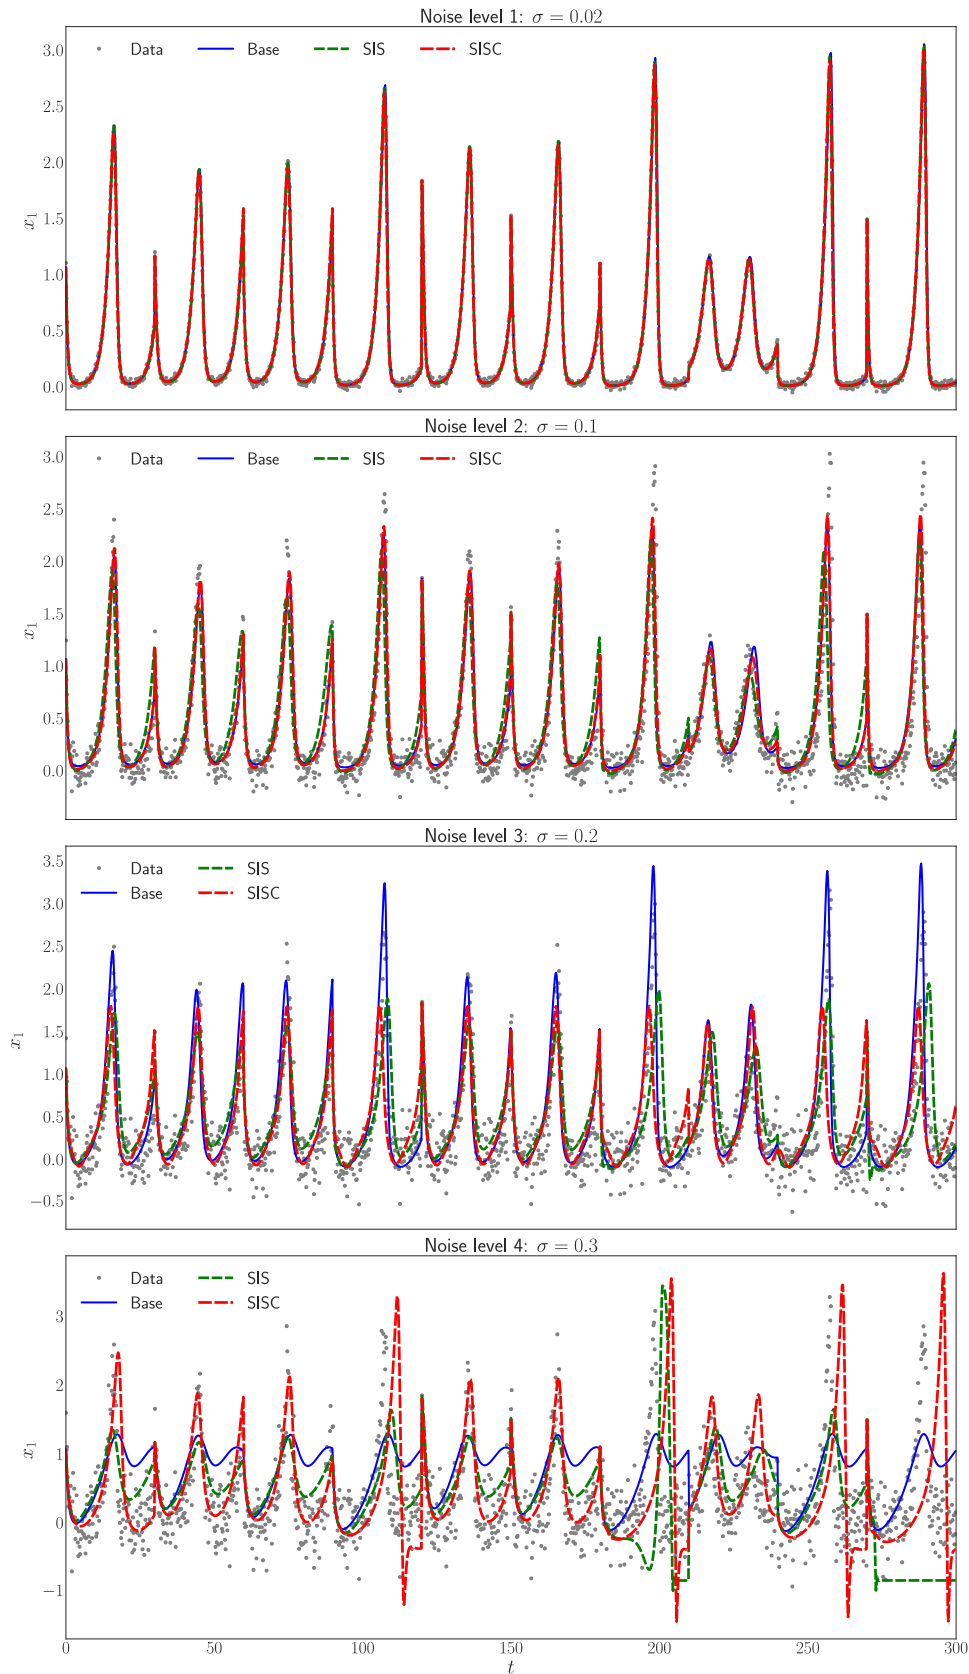 Noise level 1: σ = 0.02
Data Base SIS SISC
3.0
2.5
2.0
1.5
1.0
0.5
0.0
x₁
Noise level 2: σ = 0.1
Data Base SIS SISC
3.0
2.5
2.0
1.5
1.0
0.5
0.0
x₁
Noise level 3: σ = 0.2
Data SIS
Base SISC
3.5
3.0
2.5
2.0
1.5
1.0
0.5
0.0
−0.5
x₁
Noise level 4: σ = 0.3
Data SIS
Base SISC
3
2
1
0
−1
x₁
0 50 100 150 200 250 300
t